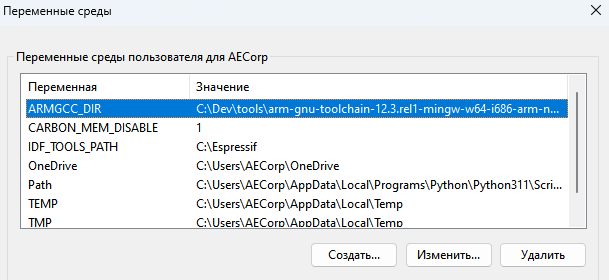 Переменные среды
Переменные среды пользователя для AECorp
Переменная Значение
ARMGCC_DIR C:\Dev\tools\arm-gnu-toolchain-12.3.rel1-mingw-w64-i686-arm-n...
CARBON_MEM_DISABLE 1
IDF_TOOLS_PATH C:\Espressif
OneDrive C:\Users\AECorp\OneDrive
Path C:\Users\AECorp\AppData\Local\Programs\Python\Python311\Scri...
TEMP C:\Users\AECorp\AppData\Local\Temp
TMP C:\Users\AECorp\AppData\Local\Temp
Создать... Изменить... Удалить